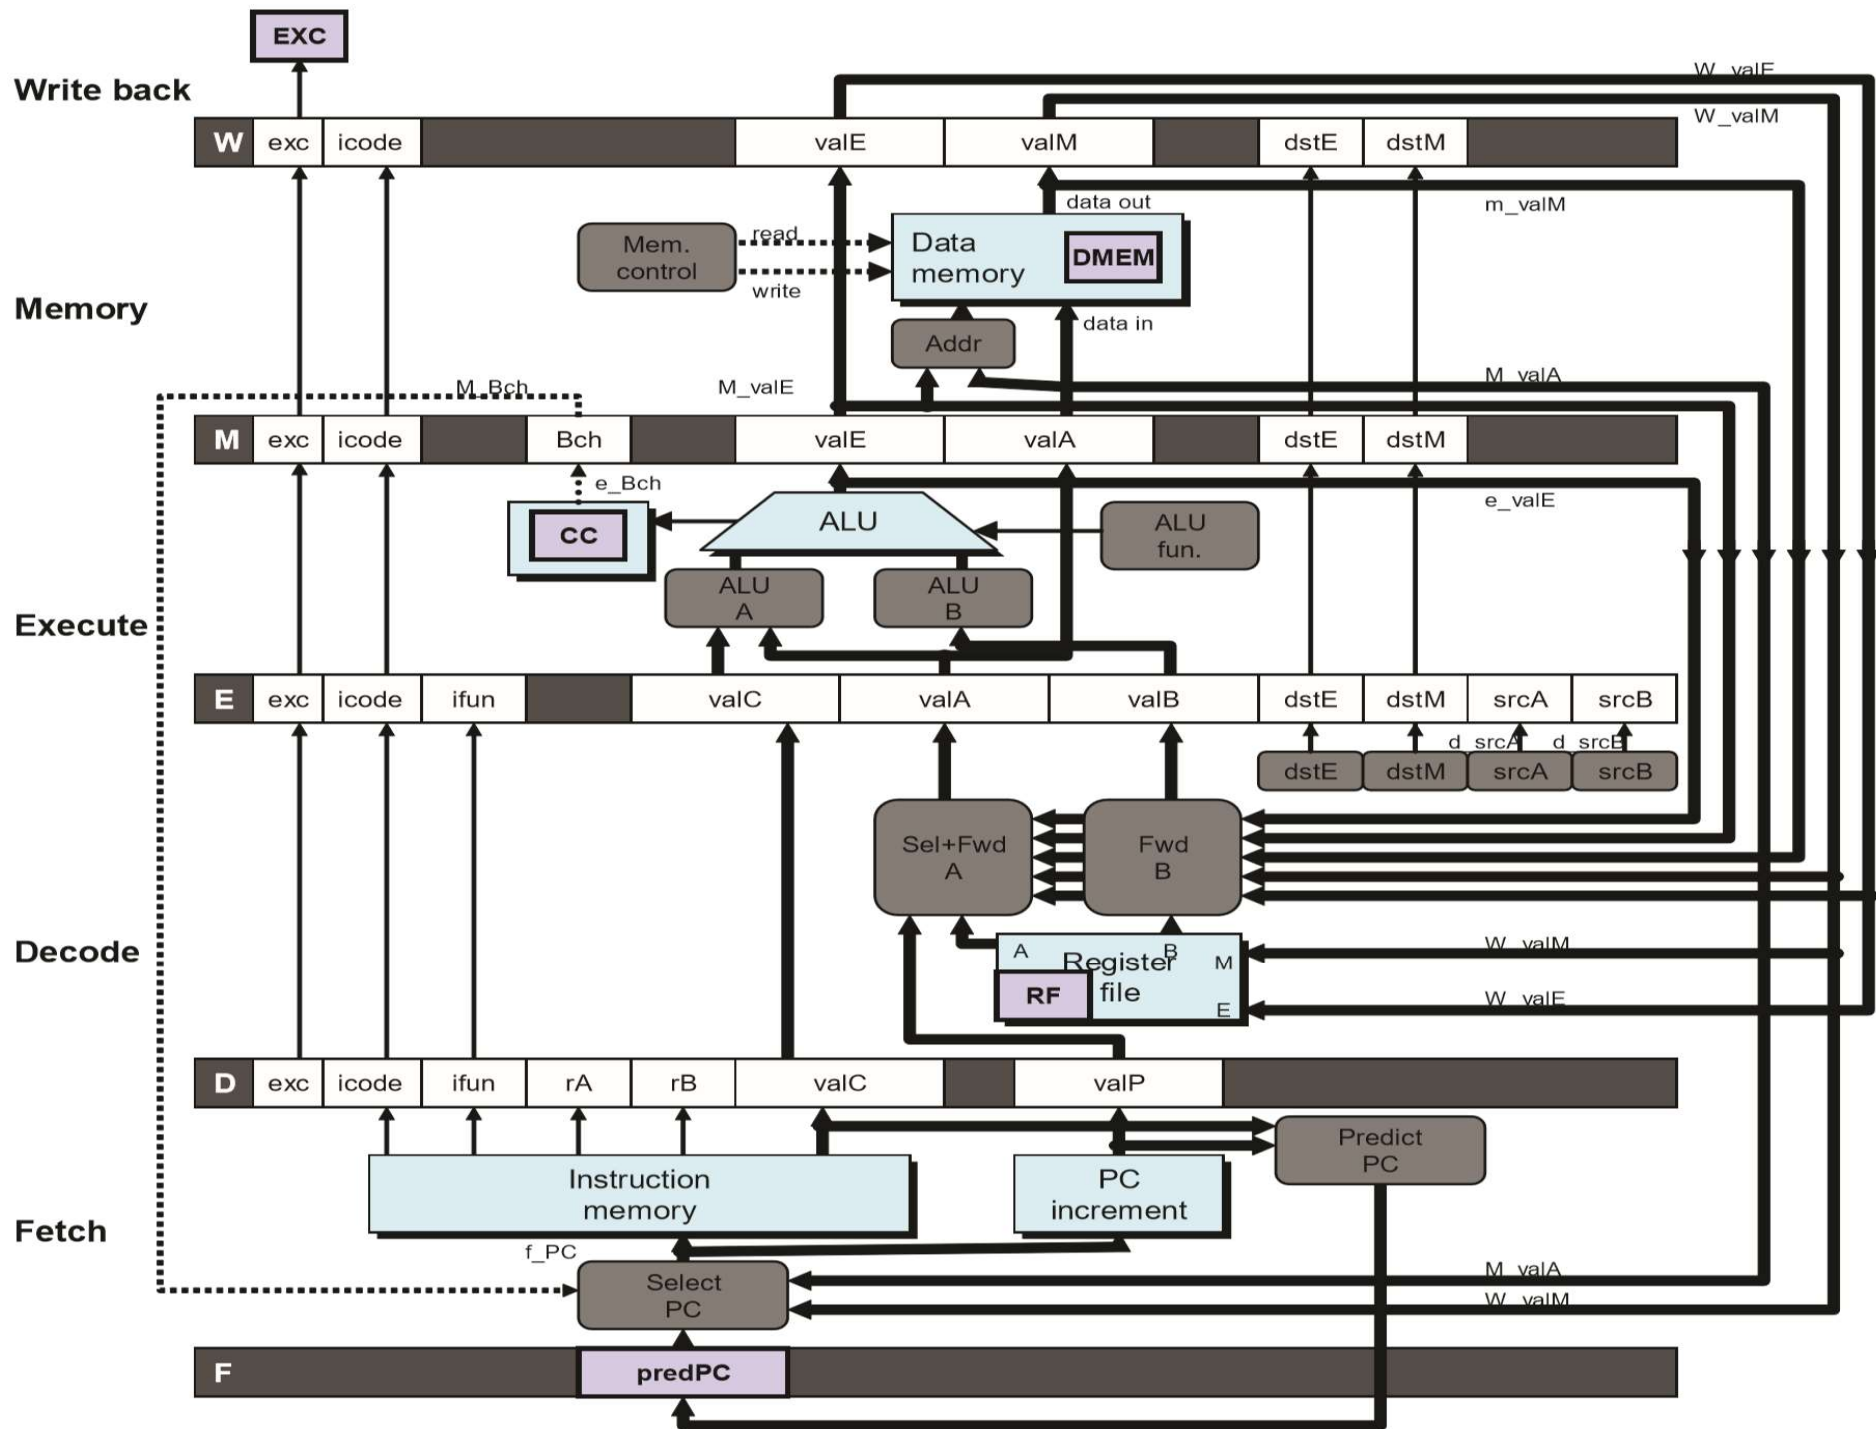 EXC
Write back
W_valE
W exc icode valE valM dstE dstM
W_valM
data out
m_valM
Mem.
control
read
write
Data
memory
DMEM
Memory
data in
Addr
M_Bch
M_valE
M_valA
M exc icode Bch valE valA dstE dstM
e_Bch
e_valE
CC
ALU
ALU
fun.
ALU
A
ALU
B
Execute
E exc icode ifun valC valA valB dstE dstM srcA srcB
d_srcA d_srcB
dstE dstM srcA srcB
Sel+Fwd
A
Fwd
B
Decode
A B M
Register
file
RF
E
W_valM
W_valE
D exc icode ifun rA rB valC valP
Predict
PC
Instruction
memory
PC
increment
Fetch
f_PC
Select
PC
M_valA
W_valM
F predPC